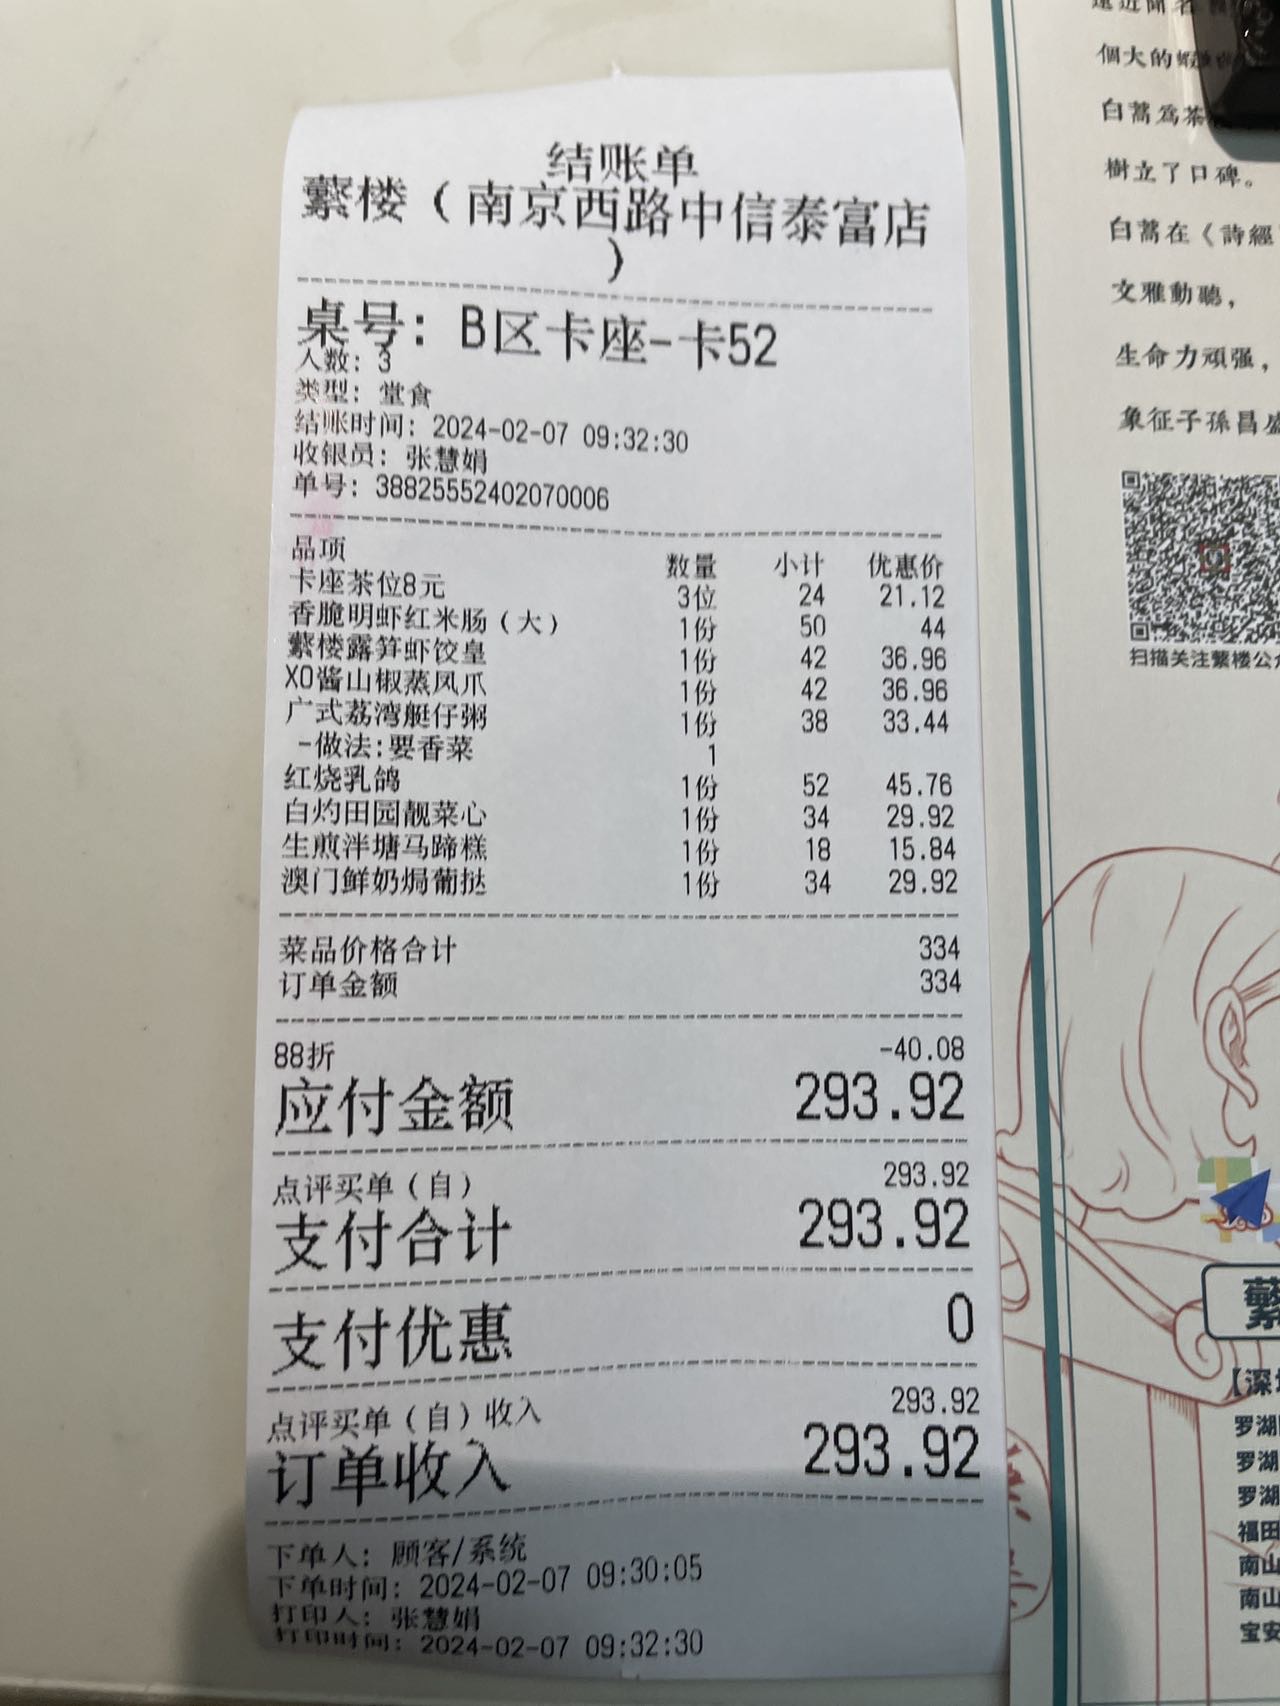 结账单
蘩楼（南京西路中信泰富店
）
桌号：B区卡座-卡52
人数：3
类型：堂食
结账时间：2024-02-07 09:32:30
收银员：张慧娟
单号：38825552402070006
品项 数量 小计 优惠价
卡座茶位8元 3位 24 21.12
香脆明虾红米肠（大） 1份 50 44
蘩楼露笋虾饺皇 1份 42 36.96
XO酱山椒蒸凤爪 1份 42 36.96
广式荔湾艇仔粥 1份 38 33.44
-做法:要香菜 1
红烧乳鸽 1份 52 45.76
白灼田园靓菜心 1份 34 29.92
生煎泮塘马蹄糕 1份 18 15.84
澳门鲜奶焗葡挞 1份 34 29.92
菜品价格合计 334
订单金额 334
88折 -40.08
应付金额 293.92
点评买单（自） 293.92
支付合计 293.92
支付优惠 0
点评买单（自）收入 293.92
订单收入 293.92
下单人：顾客/系统
下单时间：2024-02-07 09:30:05
打印人：张慧娟
打印时间：2024-02-07 09:32:30
遠近聞名
個大的蝦
白蒿為茶
樹立了口碑。
白蒿在《詩經
文雅動聽，
生命力頑强，
象征子孫昌盛
扫描关注蘩楼公众
蘩
【深圳
罗湖
罗湖
罗湖
福田
南山
南山
宝安